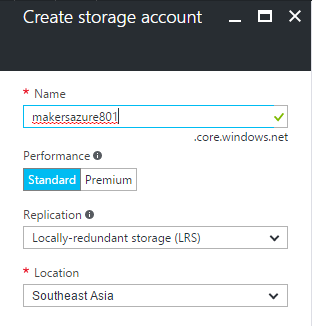 Create storage account
* Name
makersazure801
.core.windows.net
Performance
Standard Premium
Replication
Locally-redundant storage (LRS)
* Location
Southeast Asia